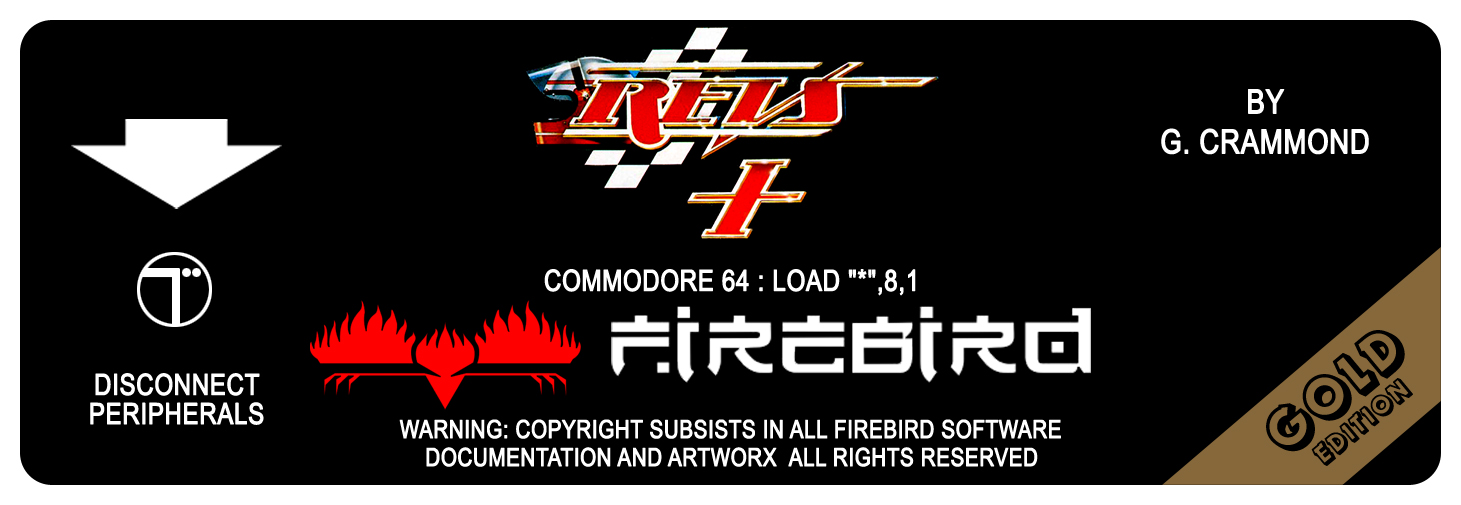 REVS
+
BY
G. CRAMMOND
COMMODORE 64 : LOAD "*",8,1
FIREBIRD
DISCONNECT
PERIPHERALS
WARNING: COPYRIGHT SUBSISTS IN ALL FIREBIRD SOFTWARE
DOCUMENTATION AND ARTWORX ALL RIGHTS RESERVED
GOLD
EDITION